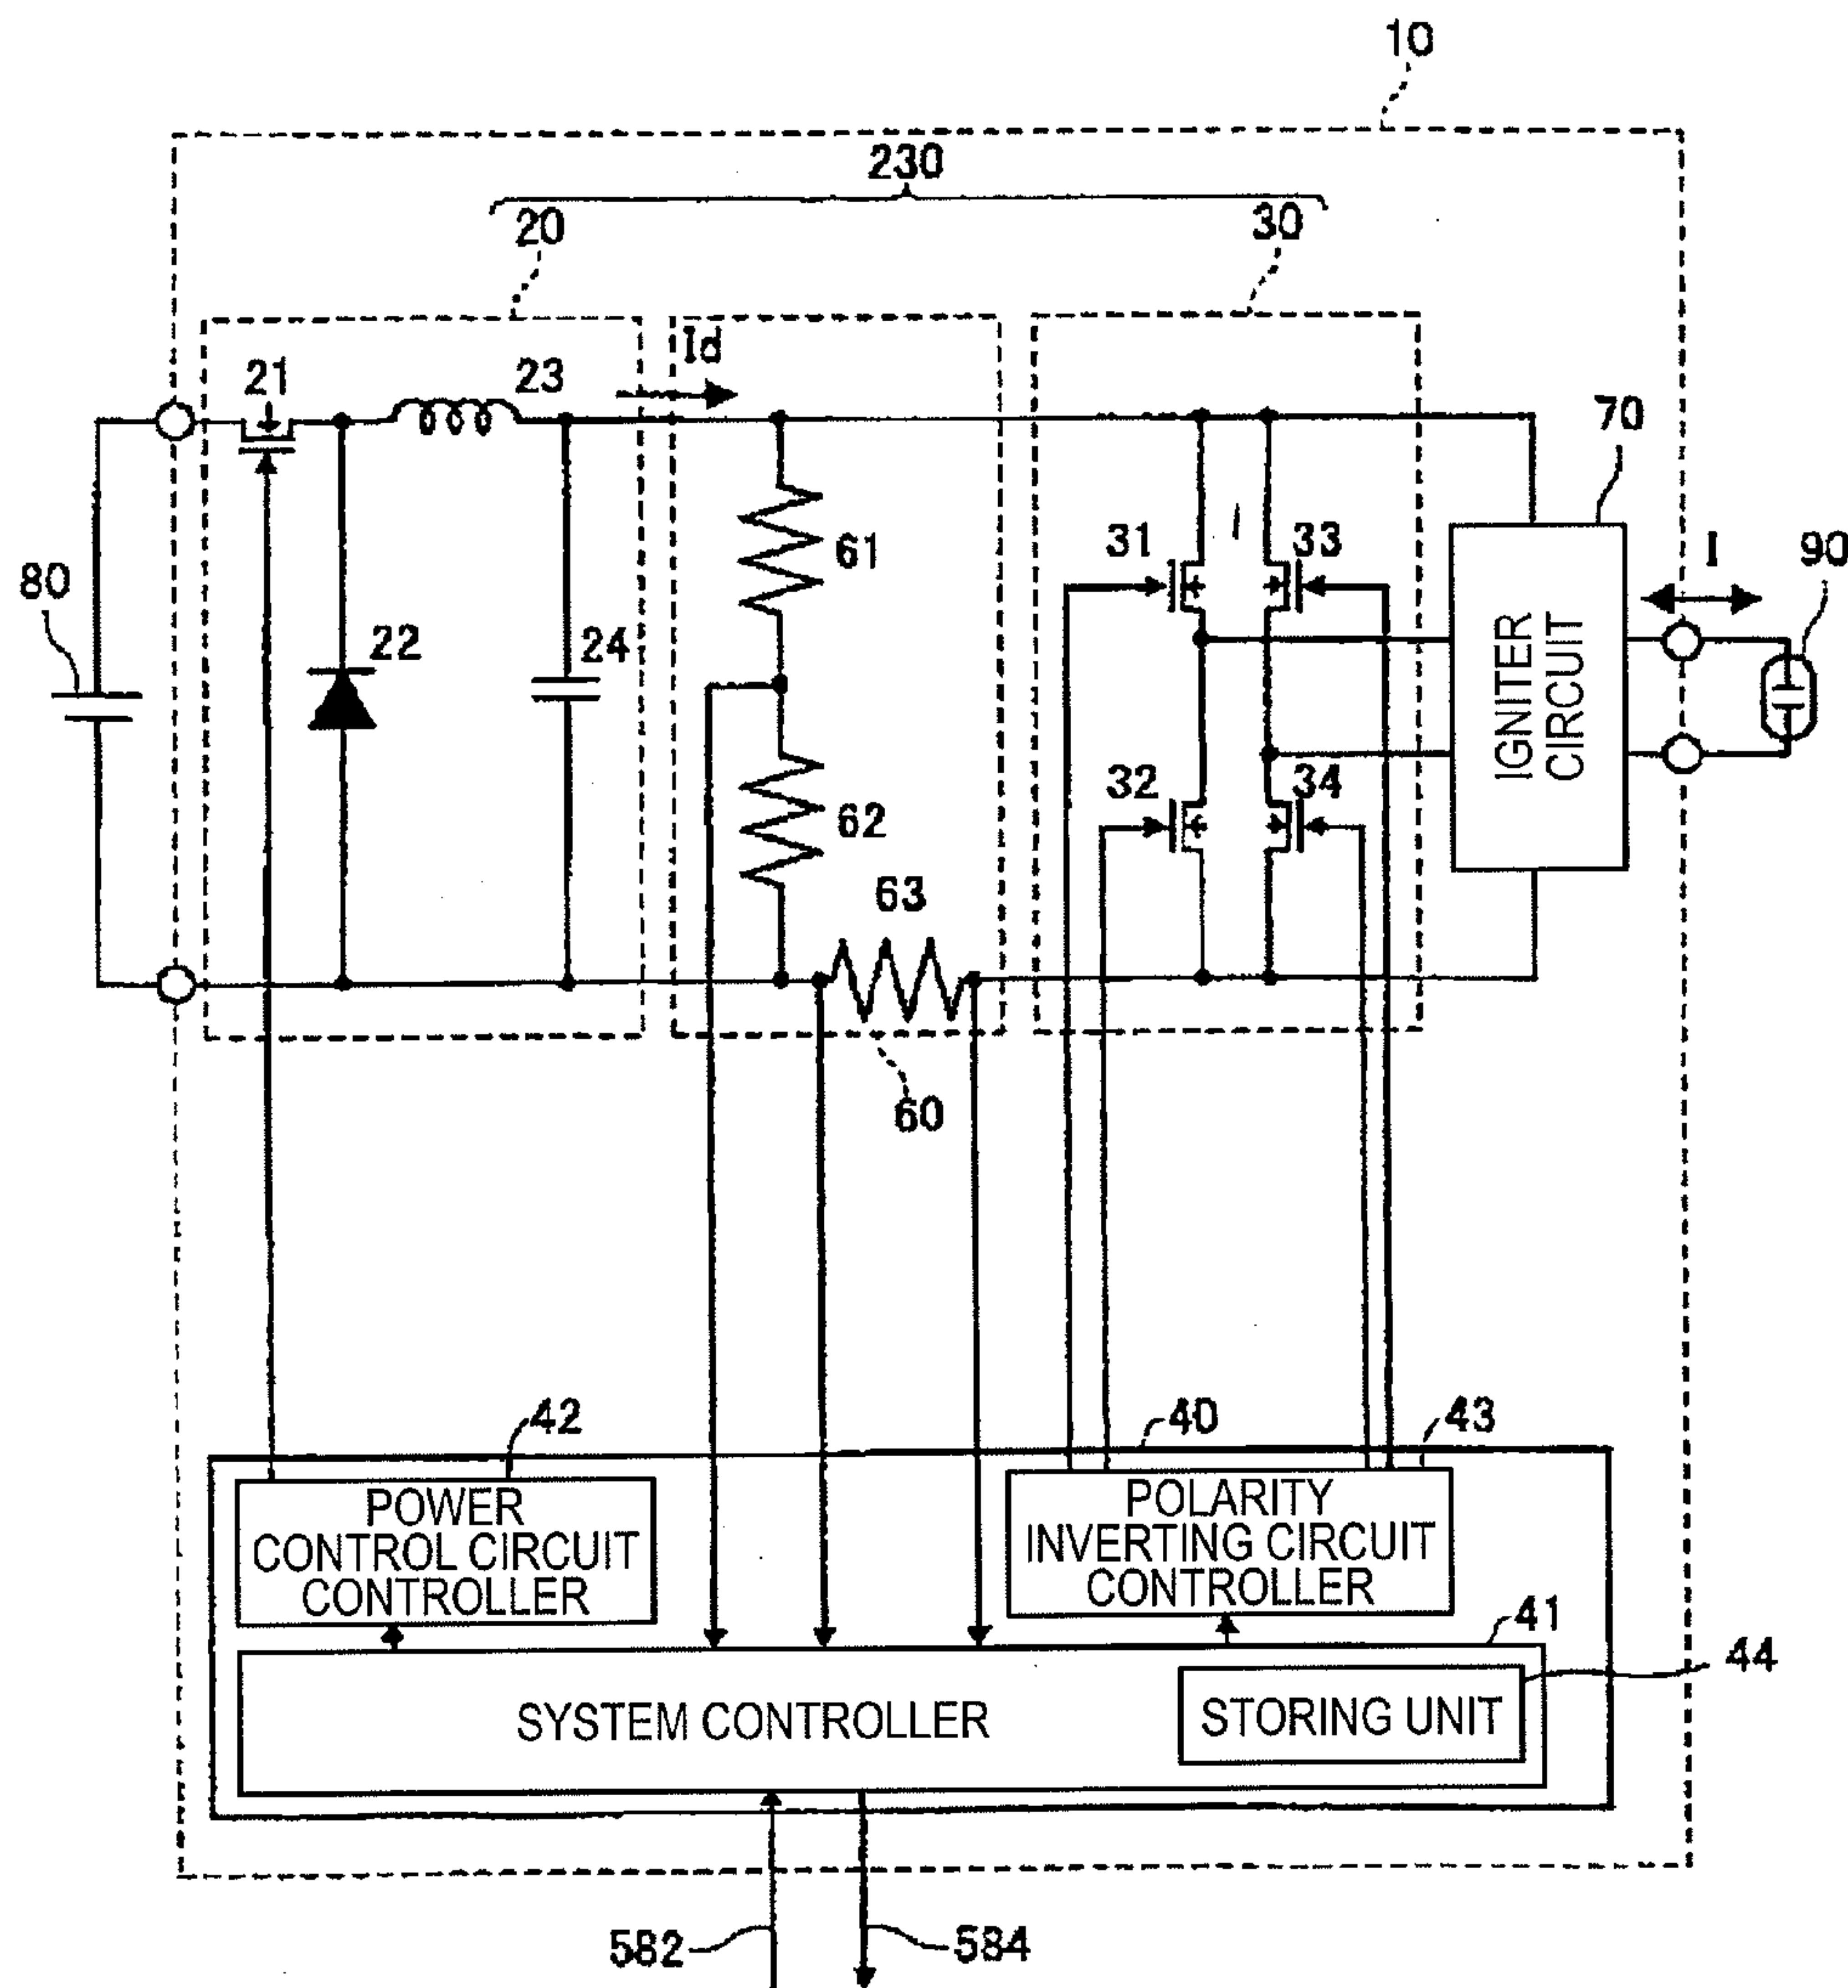 10
230
20
30
Id
21
23
70
31
33
I
90
61
80
22
24
IGNITER
CIRCUIT
32
34
62
63
60
42
40
43
POWER
CONTROL CIRCUIT
CONTROLLER
POLARITY
INVERTING CIRCUIT
CONTROLLER
41
44
SYSTEM CONTROLLER
STORING UNIT
582
584